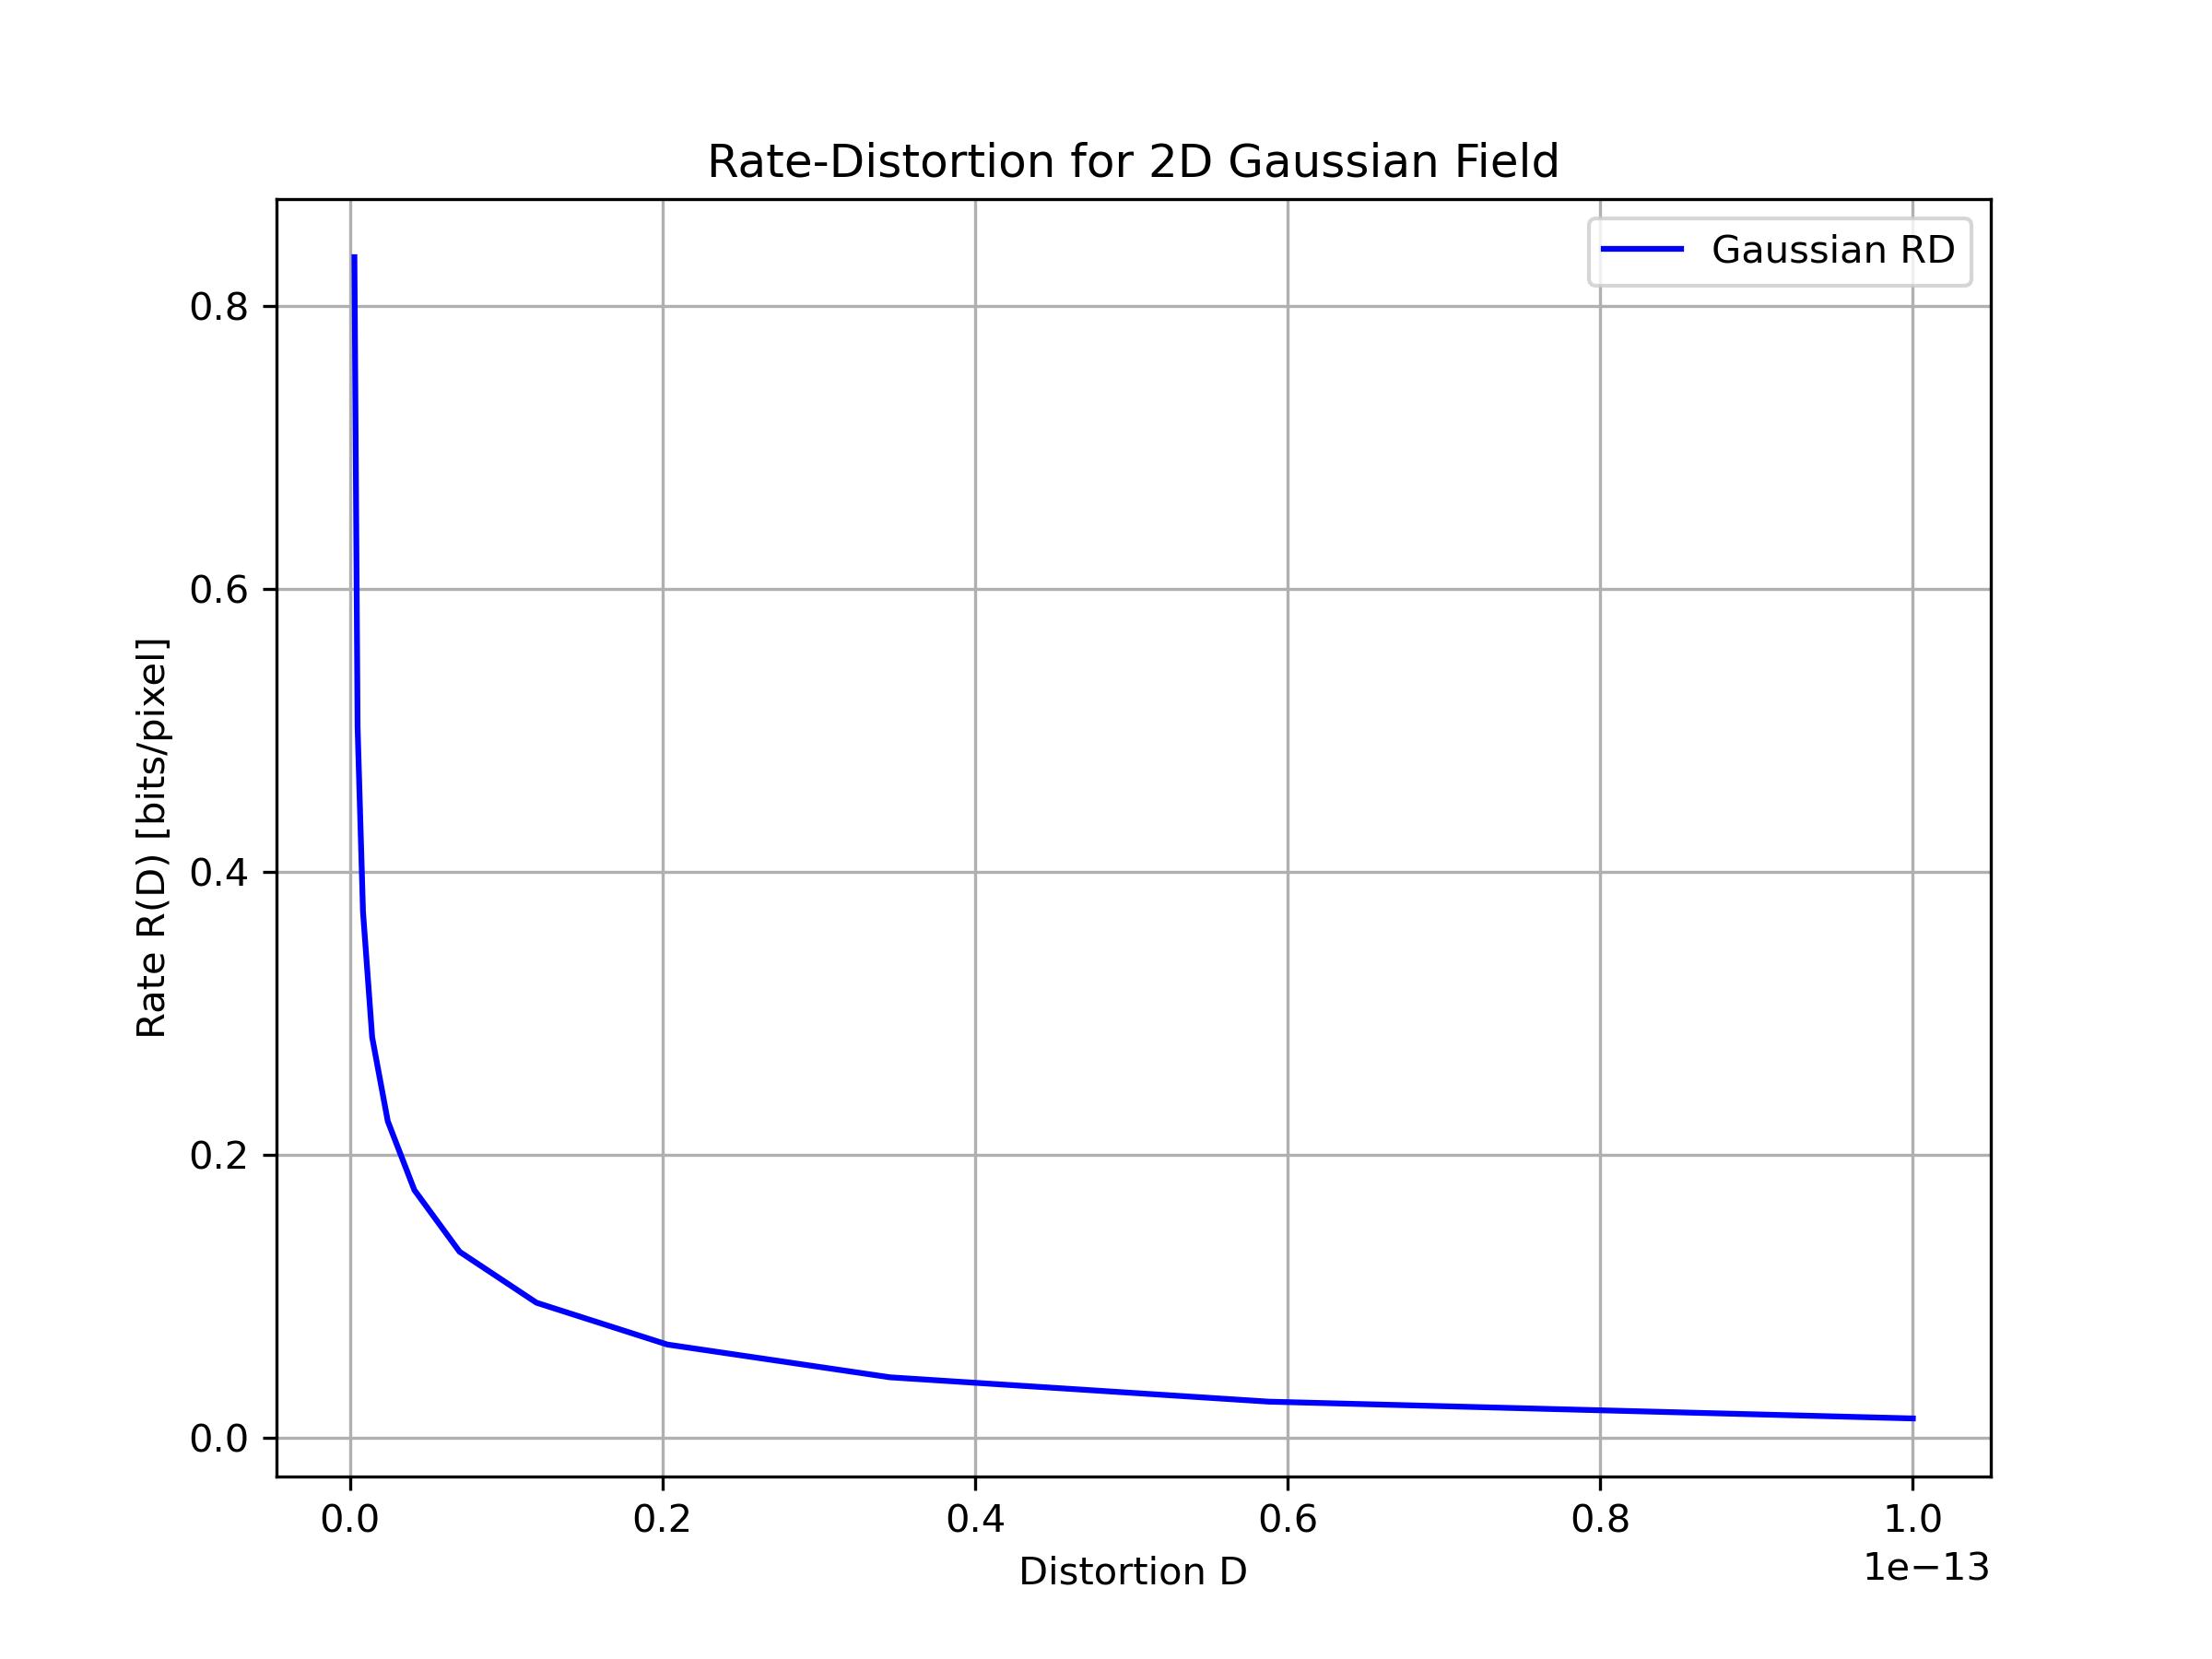 Rate-Distortion for 2D Gaussian Field
Gaussian RD
Rate R(D) [bits/pixel]
0.8
0.6
0.4
0.2
0.0
0.0 0.2 0.4 0.6 0.8 1.0
1e−13
Distortion D